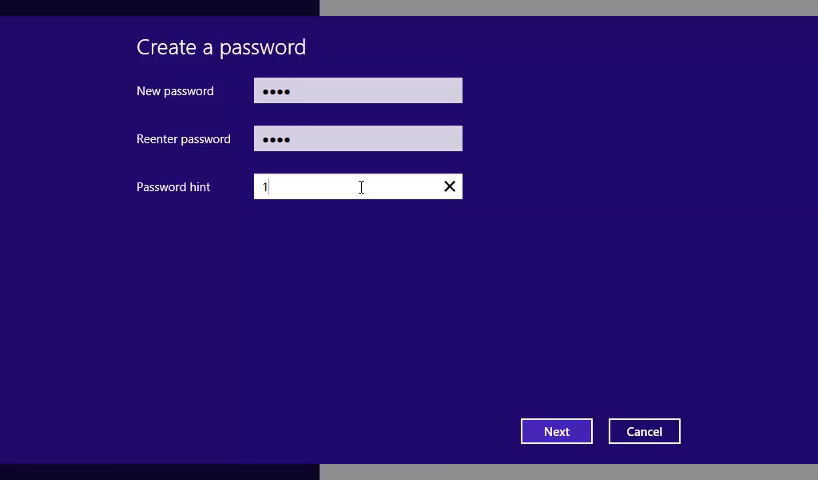 Create a password
New password ●●●●
Reenter password ●●●●
Password hint 1
Next Cancel